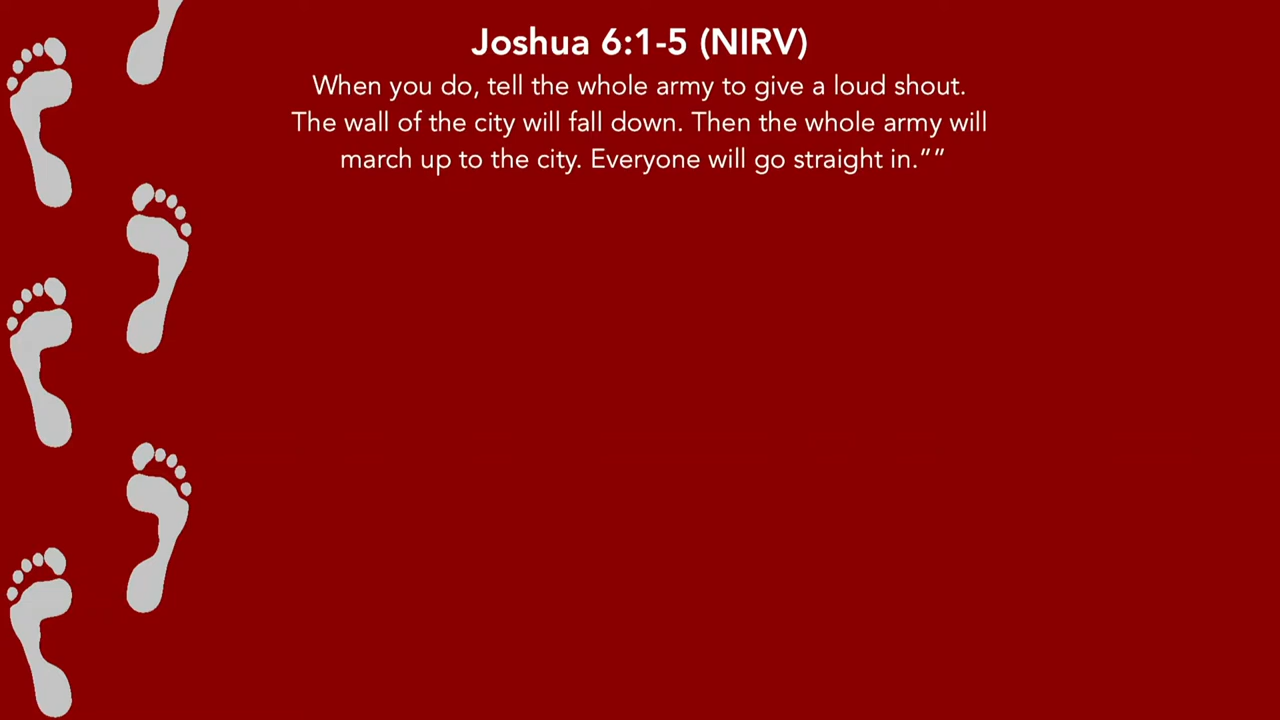 Joshua 6:1-5 (NIRV)
When you do, tell the whole army to give a loud shout.
The wall of the city will fall down. Then the whole army will
march up to the city. Everyone will go straight in.””